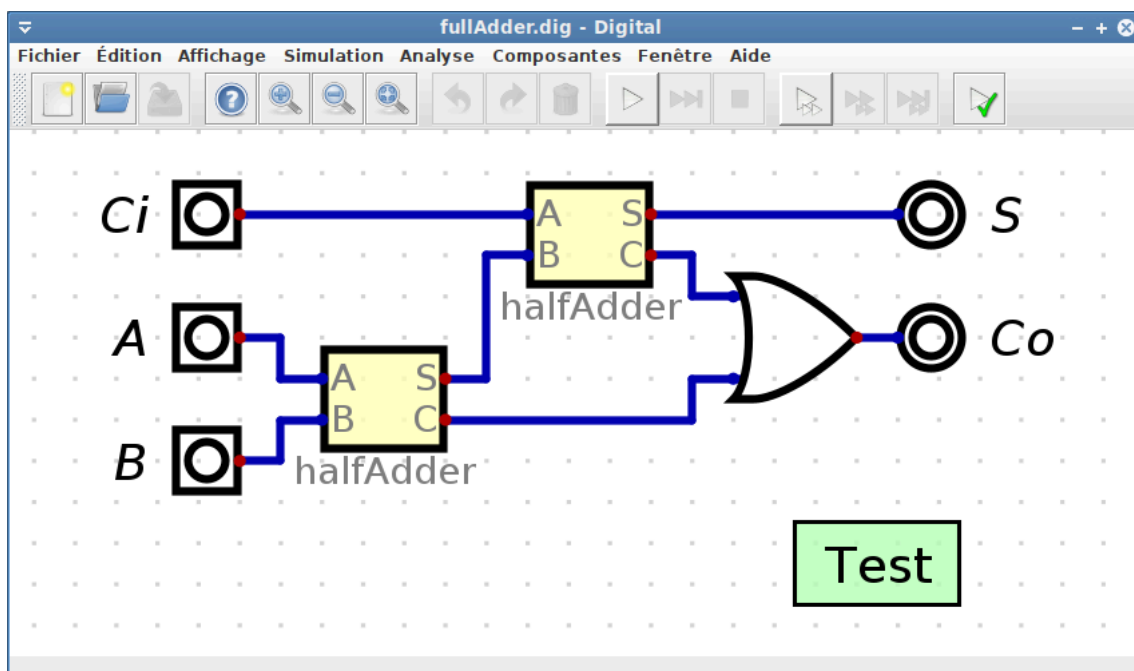 fullAdder.dig - Digital
Fichier Édition Affichage Simulation Analyse Composantes Fenêtre Aide
Ci
A S
S
B C
halfAdder
A
Co
A S
B C
B
halfAdder
Test